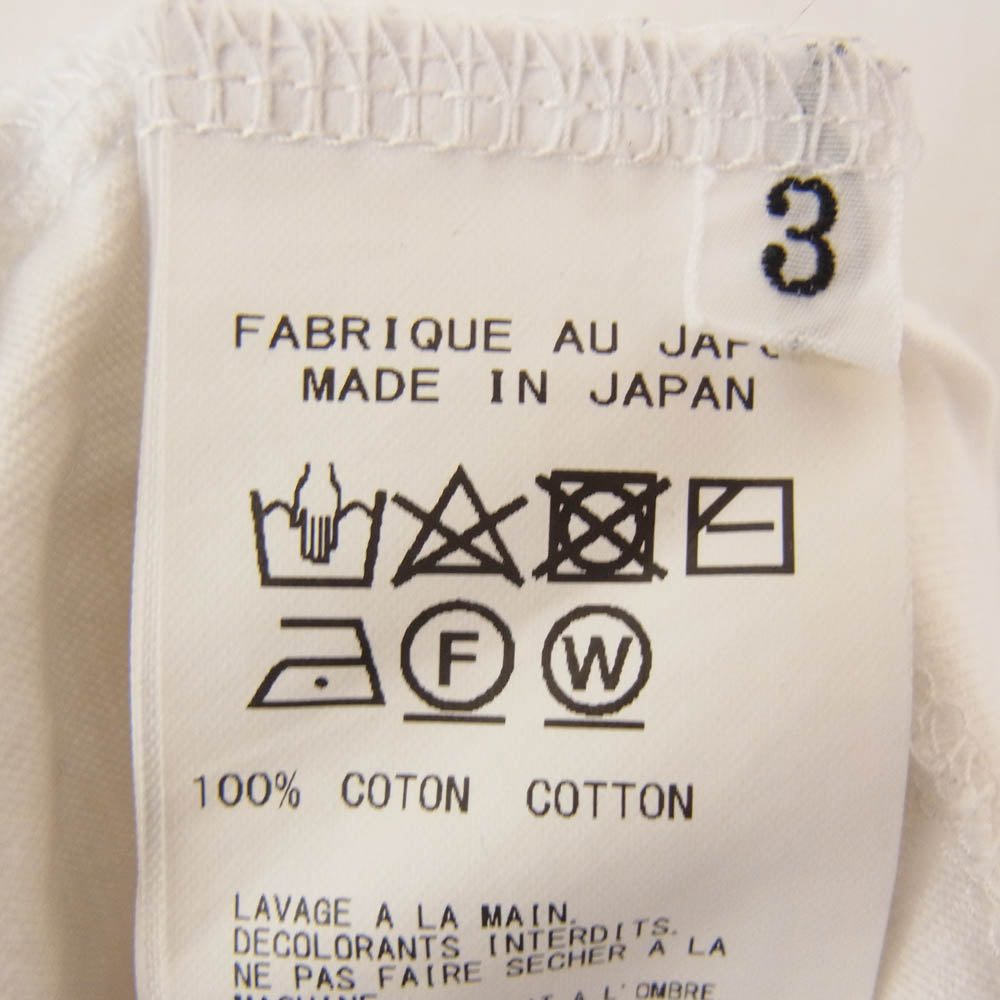 3
FABRIQUE AU
MADE IN JAPAN
F
W
100% COTON COTTON
LAVAGE A LA MAIN.
DECOLORANTS INTERDITS.
NE PAS FAIRE SECHER A LA
A L'OMBRE